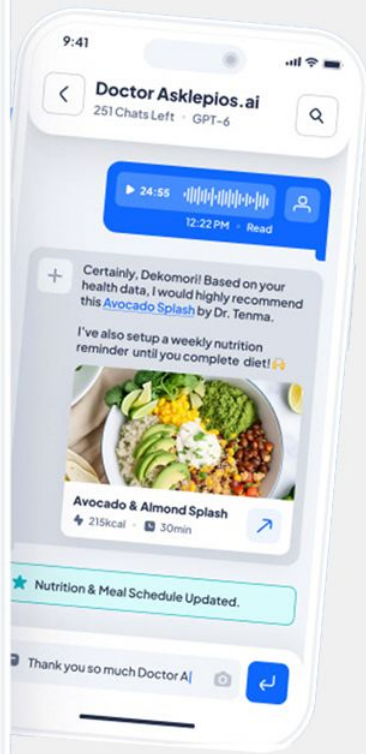 9:41
Doctor Asklepios.ai
251 Chats Left · GPT-6
24:55
12:22 PM · Read
Certainly, Dekomori! Based on your
health data, I would highly recommend
this Avocado Splash by Dr. Tenma.
I've also setup a weekly nutrition
reminder until you complete diet! 🙌
Avocado & Almond Splash
215kcal · 30min
Nutrition & Meal Schedule Updated.
Thank you so much Doctor A